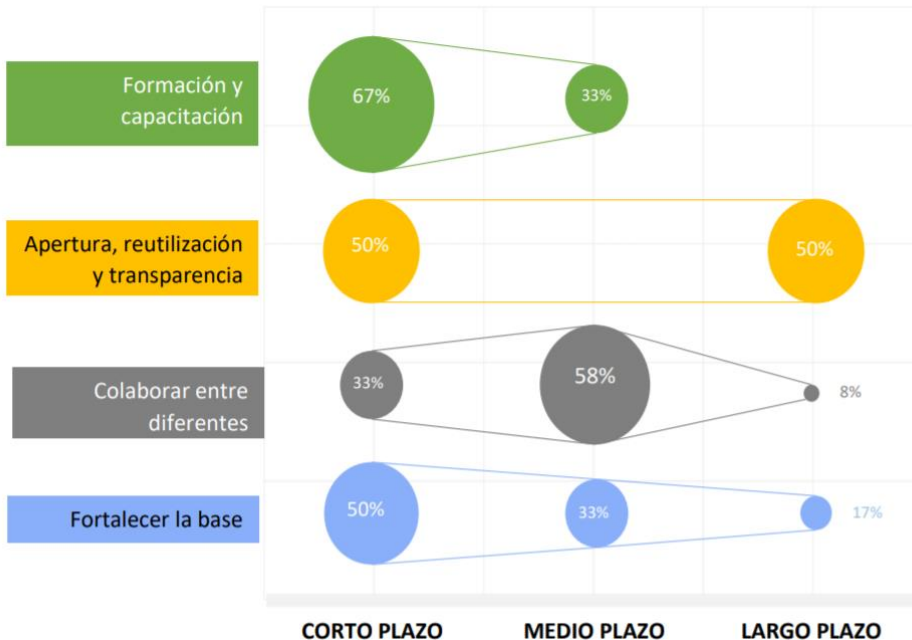 Formación y
capacitación
67%
33%
Apertura, reutilización
y transparencia
50%
50%
Colaborar entre
diferentes
33%
58%
8%
Fortalecer la base
50%
33%
17%
CORTO PLAZO
MEDIO PLAZO
LARGO PLAZO